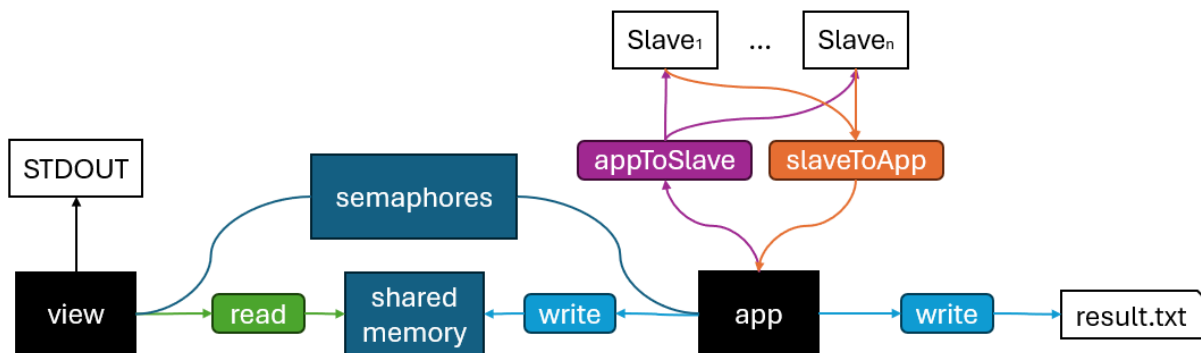 Slave₁ ... Slaveₙ
STDOUT
semaphores
appToSlave
slaveToApp
view
read
shared
memory
write
app
write
result.txt